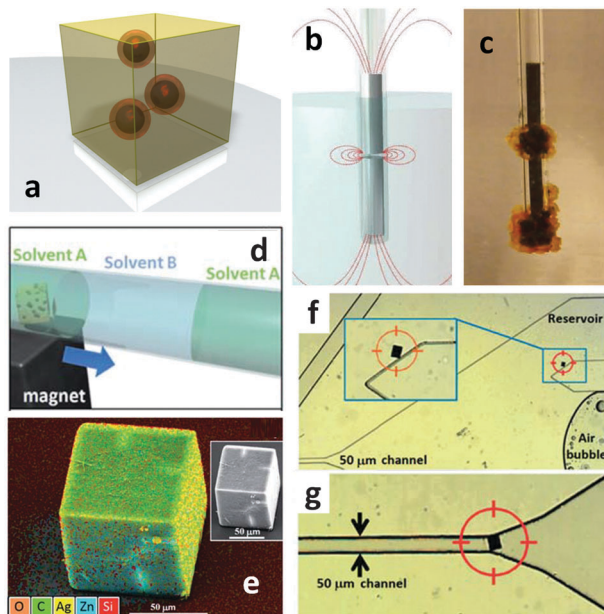 a
b
c
d
Solvent A
Solvent B
Solvent A
magnet
50 μm
50 μm
O C Ag Zn Si
e
f
Reservoir
Air
bubble
50 μm channel
g
50 μm channel